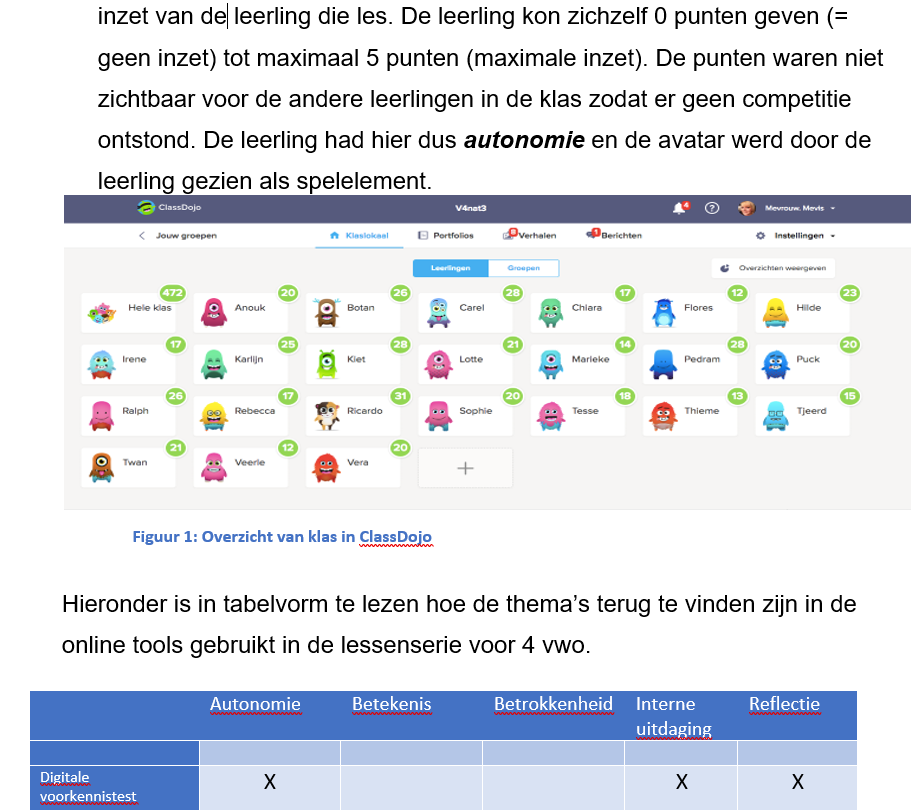 inzet van de leerling die les. De leerling kon zichzelf 0 punten geven (=
geen inzet) tot maximaal 5 punten (maximale inzet). De punten waren niet
zichtbaar voor de andere leerlingen in de klas zodat er geen competitie
ontstond. De leerling had hier dus autonomie en de avatar werd door de
leerling gezien als spelelement.
ClassDojo V4nat3 4 ? Mevrouw. Mevis
< Jouw groepen Klaslokaal Portfolios Verhalen 1 Berichten Instellingen
Leerlingen Groepen Overzichten weergeven
472 20 26 28 17 12 23
Hele klas Anouk Botan Carel Chiara Flores Hilde
17 25 28 21 14 28 20
Irene Karlijn Kiet Lotte Marieke Pedram Puck
26 17 31 20 18 13 15
Ralph Rebecca Ricardo Sophie Tesse Thieme Tjeerd
21 12 20
Twan Veerle Vera +
Figuur 1: Overzicht van klas in ClassDojo
Hieronder is in tabelvorm te lezen hoe de thema’s terug te vinden zijn in de
online tools gebruikt in de lessenserie voor 4 vwo.
Autonomie Betekenis Betrokkenheid Interne Reflectie
uitdaging
Digitale X X X
voorkennistest